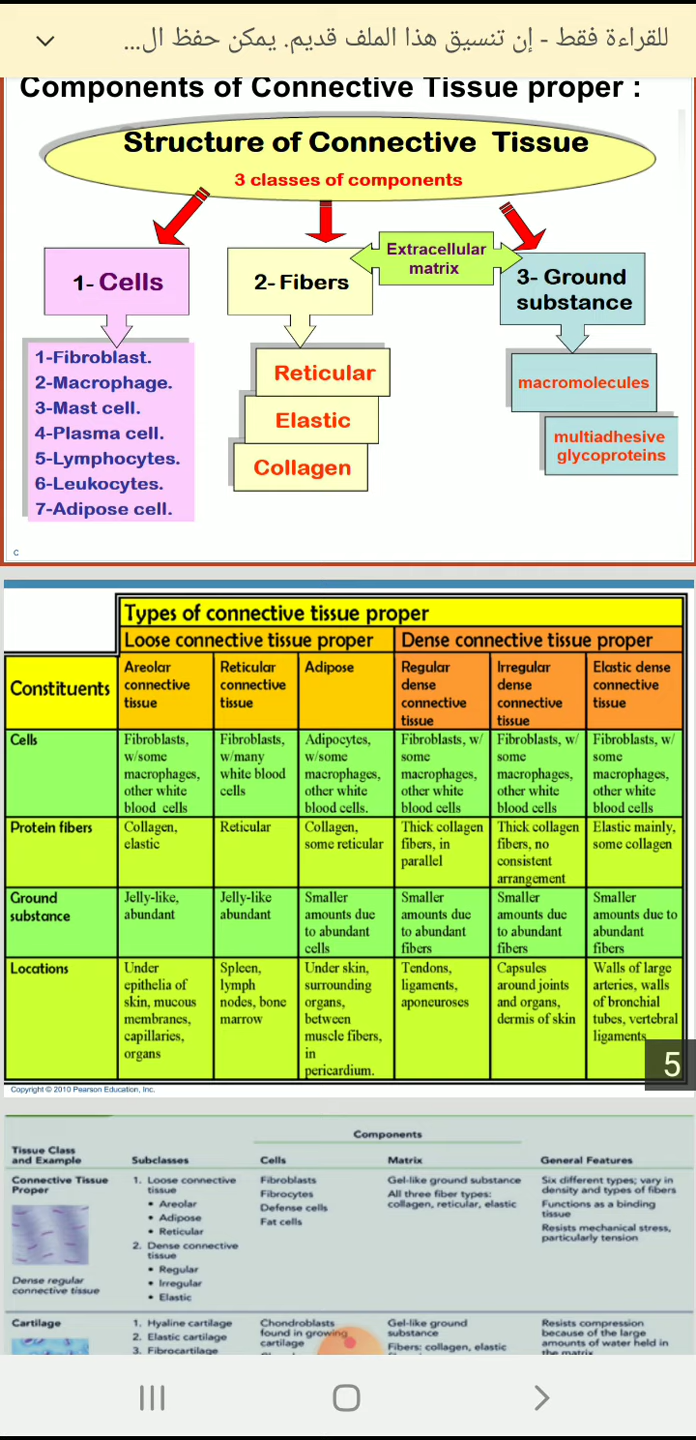 للقراءة فقط - إن تنسيق هذا الملف قديم. يمكن حفظ ال...
Components of Connective Tissue proper :
Structure of Connective Tissue
3 classes of components
Extracellular
matrix
1- Cells
2- Fibers
3- Ground
substance
1-Fibroblast.
2-Macrophage.
3-Mast cell.
4-Plasma cell.
5-Lymphocytes.
6-Leukocytes.
7-Adipose cell.
Reticular
Elastic
Collagen
macromolecules
multiadhesive
glycoproteins
c
Types of connective tissue proper
Loose connective tissue proper
Dense connective tissue proper
Constituents
Areolar
connective
tissue
Reticular
connective
tissue
Adipose
Regular
dense
connective
tissue
Irregular
dense
connective
tissue
Elastic dense
connective
tissue
Cells
Fibroblasts,
w/some
macrophages,
other white
blood cells
Fibroblasts,
w/many
white blood
cells
Adipocytes,
w/some
macrophages,
other white
blood cells.
Fibroblasts, w/
some
macrophages,
other white
blood cells
Fibroblasts, w/
some
macrophages,
other white
blood cells
Fibroblasts, w/
some
macrophages,
other white
blood cells
Protein fibers
Collagen,
elastic
Reticular
Collagen,
some reticular
Thick collagen
fibers, in
parallel
Thick collagen
fibers, no
consistent
arrangement
Elastic mainly,
some collagen
Ground
substance
Jelly-like,
abundant
Jelly-like
abundant
Smaller
amounts due
to abundant
cells
Smaller
amounts due
to abundant
fibers
Smaller
amounts due
to abundant
fibers
Smaller
amounts due to
abundant
fibers
Locations
Under
epithelia of
skin, mucous
membranes,
capillaries,
organs
Spleen,
lymph
nodes, bone
marrow
Under skin,
surrounding
organs,
between
muscle fibers,
in
pericardium.
Tendons,
ligaments,
aponeuroses
Capsules
around joints
and organs,
dermis of skin
Walls of large
arteries, walls
of bronchial
tubes, vertebral
ligaments
5
Copyright © 2010 Pearson Education, Inc.
Components
Tissue Class
and Example
Subclasses
Cells
Matrix
General Features
Connective Tissue
Proper
1. Loose connective
tissue
• Areolar
• Adipose
• Reticular
2. Dense connective
tissue
• Regular
• Irregular
• Elastic
Fibroblasts
Fibrocytes
Defense cells
Fat cells
Gel-like ground substance
All three fiber types:
collagen, reticular, elastic
Six different types; vary in
density and types of fibers
Functions as a binding
tissue
Resists mechanical stress,
particularly tension
Dense regular
connective tissue
Cartilage
1. Hyaline cartilage
2. Elastic cartilage
3. Fibrocartilage
Chondroblasts
found in growing
cartilage
Gel-like ground
substance
Fibers: collagen, elastic
Resists compression
because of the large
amounts of water held in
the matrix